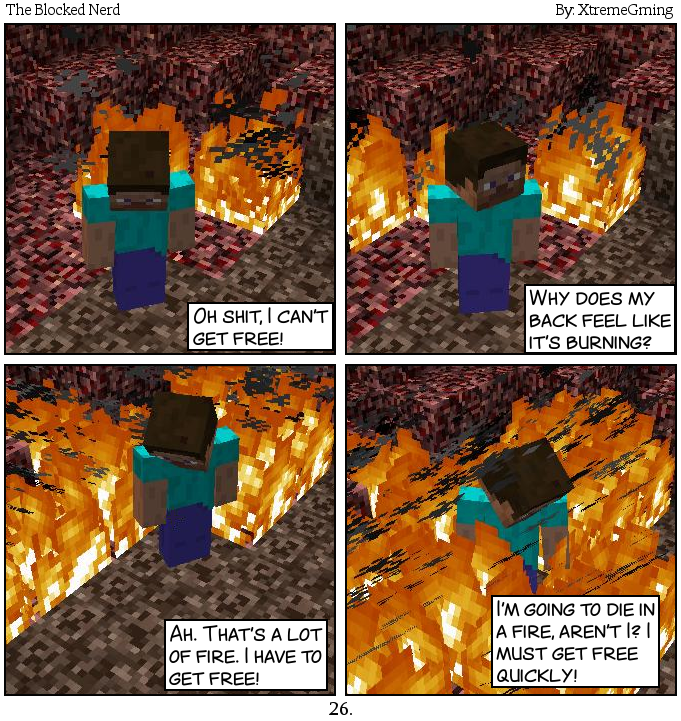 The Blocked Nerd
By: XtremeGming
Oh shit, I can't
get free!
Why does my
back feel like
it's burning?
Ah. That's a lot
of fire. I have to
get free!
I'm going to die in
a fire, aren't I? I
must get free
quickly!
26.